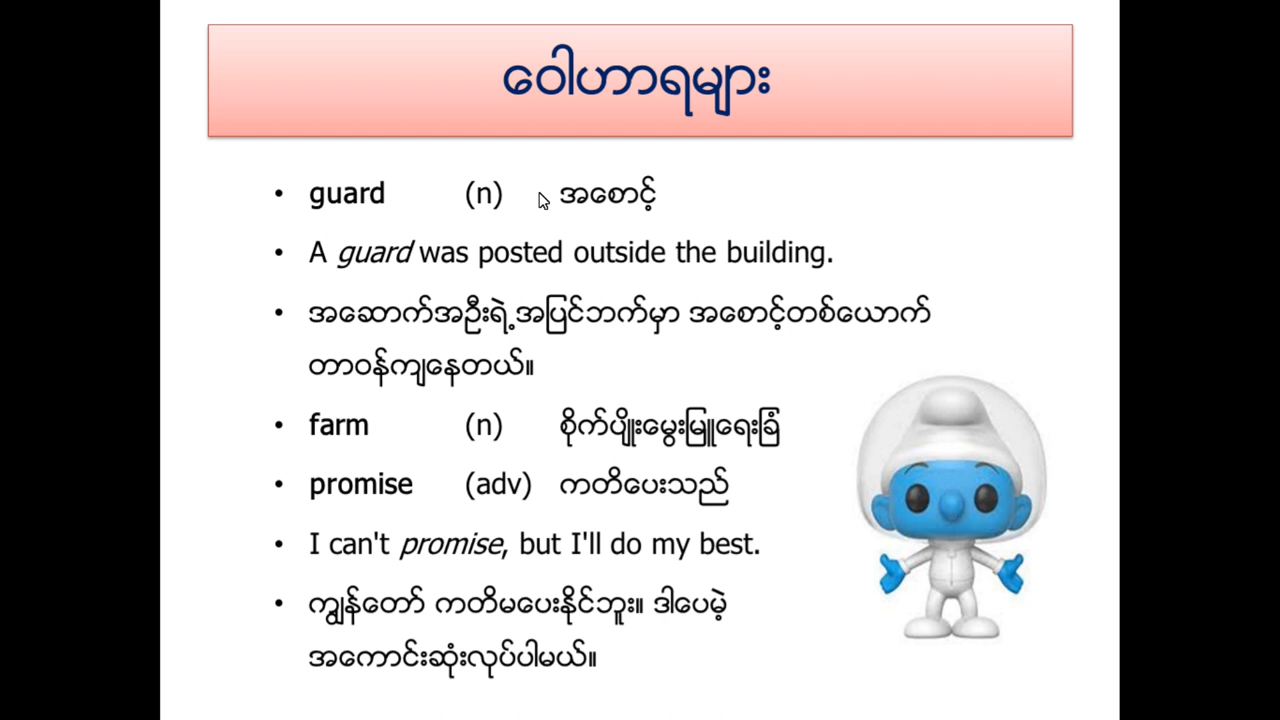 ဝေါဟာရများ
• guard (n) အစောင့်
• A guard was posted outside the building.
• အဆောက်အဦးရဲ့အပြင်ဘက်မှာ အစောင့်တစ်ယောက်
တာဝန်ကျနေတယ်။
• farm (n) စိုက်ပျိုးမွေးမြူရေးခြံ
• promise (adv) ကတိပေးသည်
• I can't promise, but I'll do my best.
• ကျွန်တော် ကတိမပေးနိုင်ဘူး။ ဒါပေမဲ့
အကောင်းဆုံးလုပ်ပါမယ်။